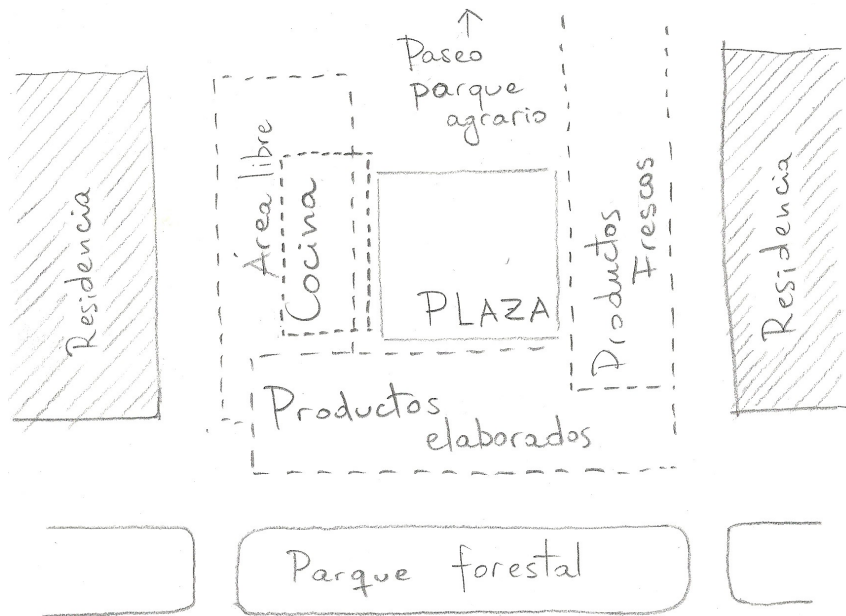 Paseo
parque
agrario
Residencia
Área libre
Cocina
PLAZA
Productos
Frescos
Residencia
Productos
elaborados
Parque forestal